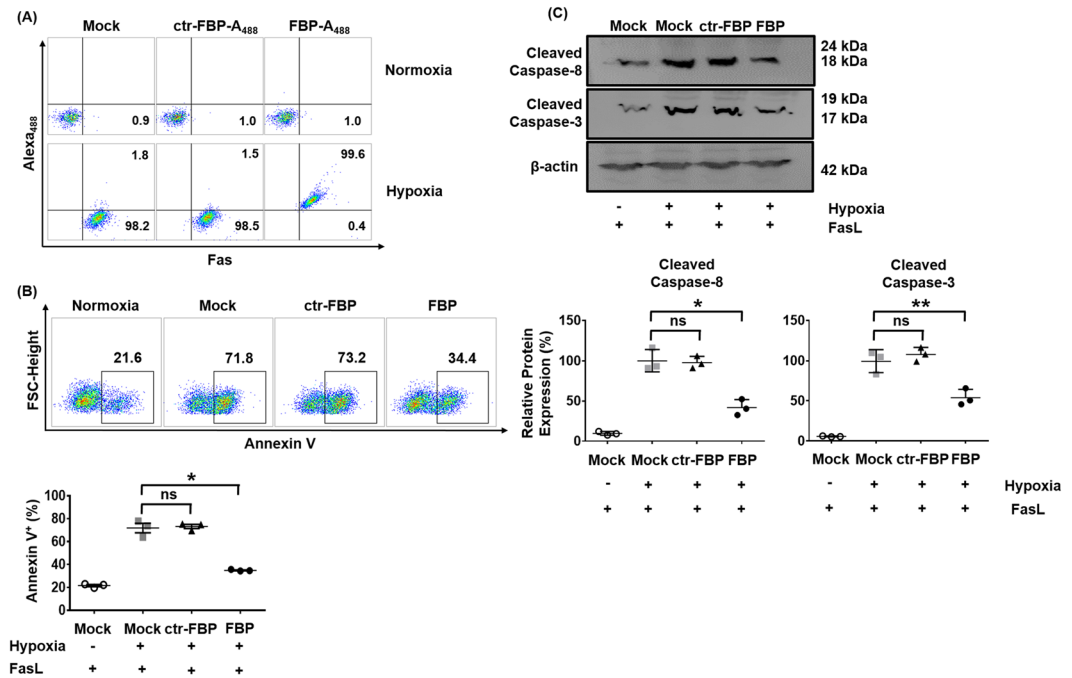 (A)
Mock ctr-FBP-A488 FBP-A488
Alexa488
Normoxia
0.9 1.0 1.0
1.8 1.5 99.6
Hypoxia
98.2 98.5 0.4
Fas
(B)
Normoxia Mock ctr-FBP FBP
FSC-Height
21.6 71.8 73.2 34.4
Annexin V
Annexin V+ (%)
100
80
60
40
20
0
*
ns
Mock Mock ctr-FBP FBP
Hypoxia - + + +
FasL + + + +
(C)
Mock Mock ctr-FBP FBP
Cleaved
Caspase-8
24 kDa
18 kDa
Cleaved
Caspase-3
19 kDa
17 kDa
β-actin
42 kDa
- + + + Hypoxia
+ + + + FasL
Cleaved
Caspase-8
Relative Protein
Expression (%)
150
100
50
0
*
ns
Mock Mock ctr-FBP FBP
- + + +
+ + + +
Cleaved
Caspase-3
150
100
50
0
**
ns
Mock Mock ctr-FBP FBP
- + + + Hypoxia
+ + + + FasL